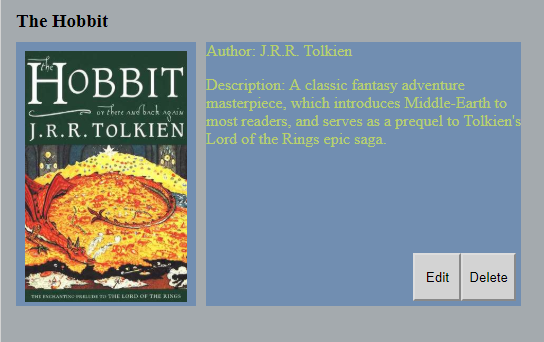 The Hobbit
the
HOBBIT
or there and back again
J.R.R. TOLKIEN
THE ENCHANTING PRELUDE TO THE LORD OF THE RINGS
Author: J.R.R. Tolkien
Description: A classic fantasy adventure
masterpiece, which introduces Middle-Earth to
most readers, and serves as a prequel to Tolkien's
Lord of the Rings epic saga.
Edit
Delete